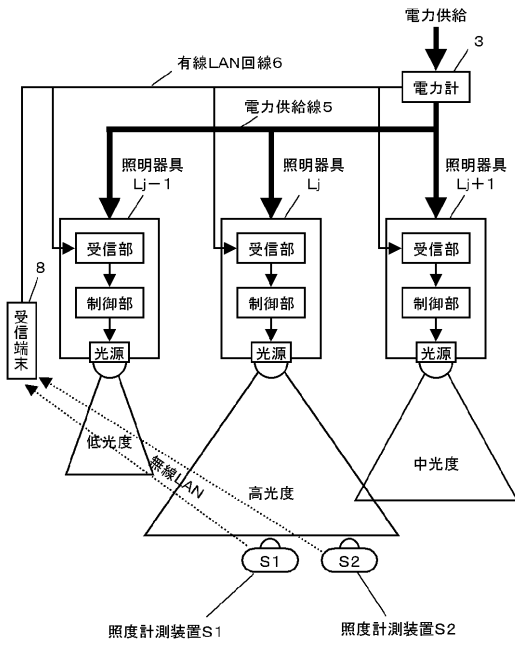 電力供給
3
有線LAN回線6
電力計
電力供給線5
照明器具
Lj−1
照明器具
Lj
照明器具
Lj+1
受信部
受信部
受信部
8
制御部
制御部
制御部
受信端末
光源
光源
光源
低光度
無線LAN
高光度
中光度
S1
S2
照度計測装置S1
照度計測装置S2